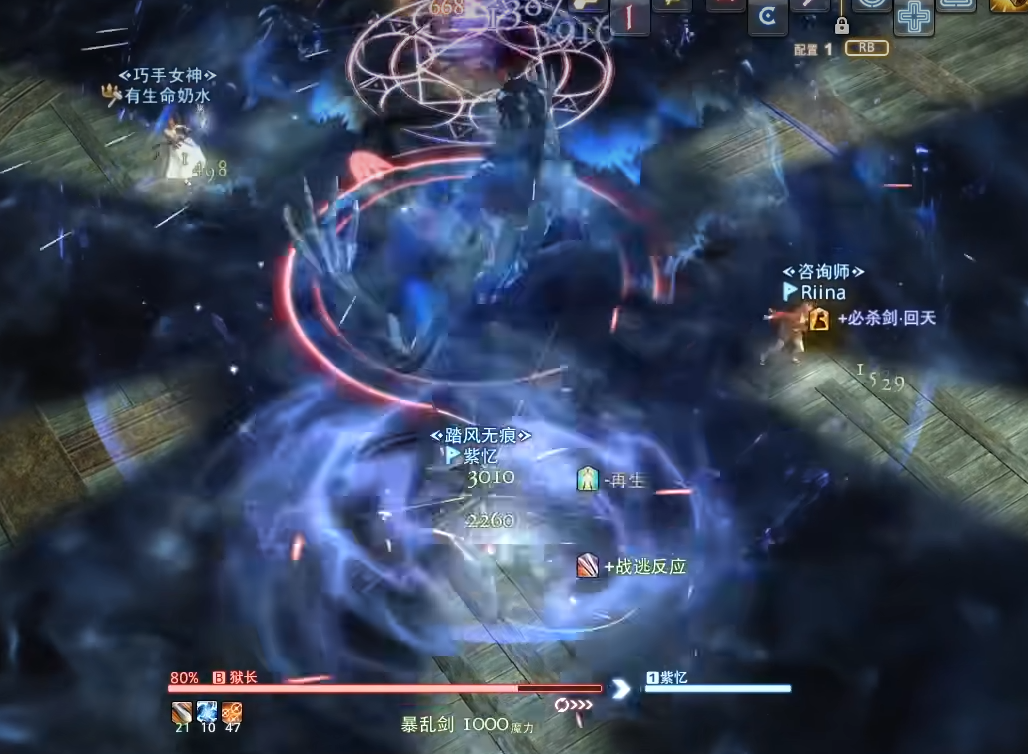 668
配置 1 RB
<巧手女神>
有生命奶水
1498
<咨询师>
Riina
+必杀剑·回天
1529
<踏风无痕>
紫忆
3010
-再生
2260
+战逃反应
80% B 狱长
1紫忆
21 10 47
暴乱剑 1000魔力